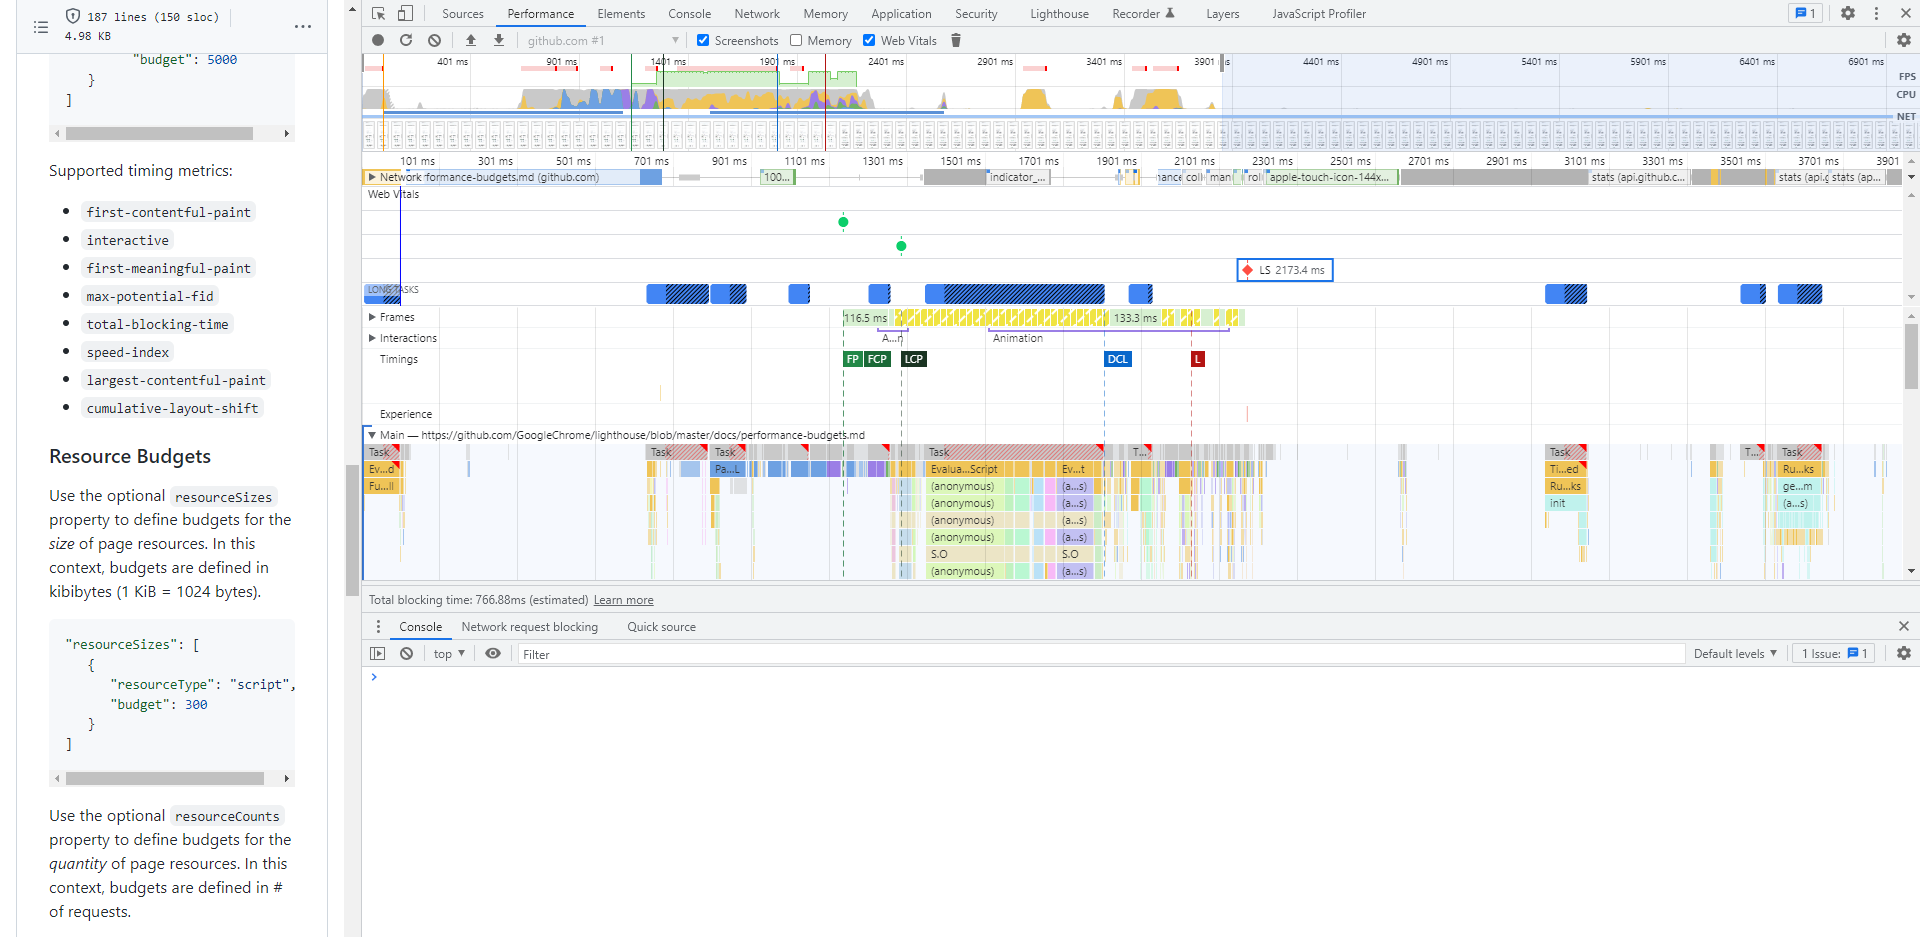 187 lines (150 sloc)
4.98 KB
"budget": 5000
}
]
Supported timing metrics:
first-contentful-paint
interactive
first-meaningful-paint
max-potential-fid
total-blocking-time
speed-index
largest-contentful-paint
cumulative-layout-shift
Resource Budgets
Use the optional resourceSizes
property to define budgets for the
size of page resources. In this
context, budgets are defined in
kibibytes (1 KiB = 1024 bytes).
"resourceSizes": [
{
"resourceType": "script",
"budget": 300
}
]
Use the optional resourceCounts
property to define budgets for the
quantity of page resources. In this
context, budgets are defined in #
of requests.
Sources Performance Elements Console Network Memory Application Security Lighthouse Recorder Layers JavaScript Profiler 1
github.com #1 Screenshots Memory Web Vitals
401 ms 901 ms 1401 ms 1901 ms 2401 ms 2901 ms 3401 ms 3901 4401 ms 4901 ms 5401 ms 5901 ms 6401 ms 6901 ms
FPS
CPU
NET
101 ms 301 ms 501 ms 701 ms 901 ms 1101 ms 1301 ms 1501 ms 1701 ms 1901 ms 2101 ms 2301 ms 2501 ms 2701 ms 2901 ms 3101 ms 3301 ms 3501 ms 3701 ms 3901
Network rformance-budgets.md (github.com) 100... indicator_... coll man rol apple-touch-icon-144x... stats (api.github.c... stats (api.g stats (ap...
Web Vitals
LS 2173.4 ms
LONG TASKS
Frames 116.5 ms 133.3 ms
Interactions A...n Animation
Timings FP FCP LCP DCL L
Experience
Main — https://github.com/GoogleChrome/lighthouse/blob/master/docs/performance-budgets.md
Task Task Task Task T... Task T... Task
Ev...d Pa...L Evalua...Script Ev...t Ti...ed Ru...ks
Fu...ll (anonymous) (a...s) Ru...ks ge...m
(anonymous) (a...s) init (a...s)
(anonymous) (a...s)
(anonymous) (a...s)
S.O S.O
(anonymous) (a...s)
Total blocking time: 766.88ms (estimated) Learn more
Console Network request blocking Quick source
top Filter Default levels 1 Issue: 1